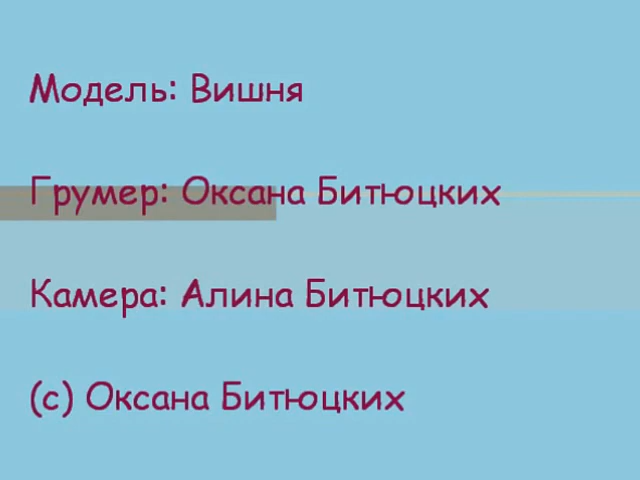 Модель: Вишня
Грумер: Оксана Битюцких
Камера: Алина Битюцких
(с) Оксана Битюцких